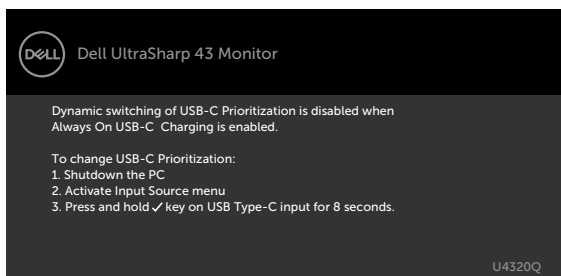 DELL
Dell UltraSharp 43 Monitor
Dynamic switching of USB-C Prioritization is disabled when
Always On USB-C  Charging is enabled.
To change USB-C Prioritization:
1. Shutdown the PC
2. Activate Input Source menu
3. Press and hold ✓ key on USB Type-C input for 8 seconds.
U4320Q